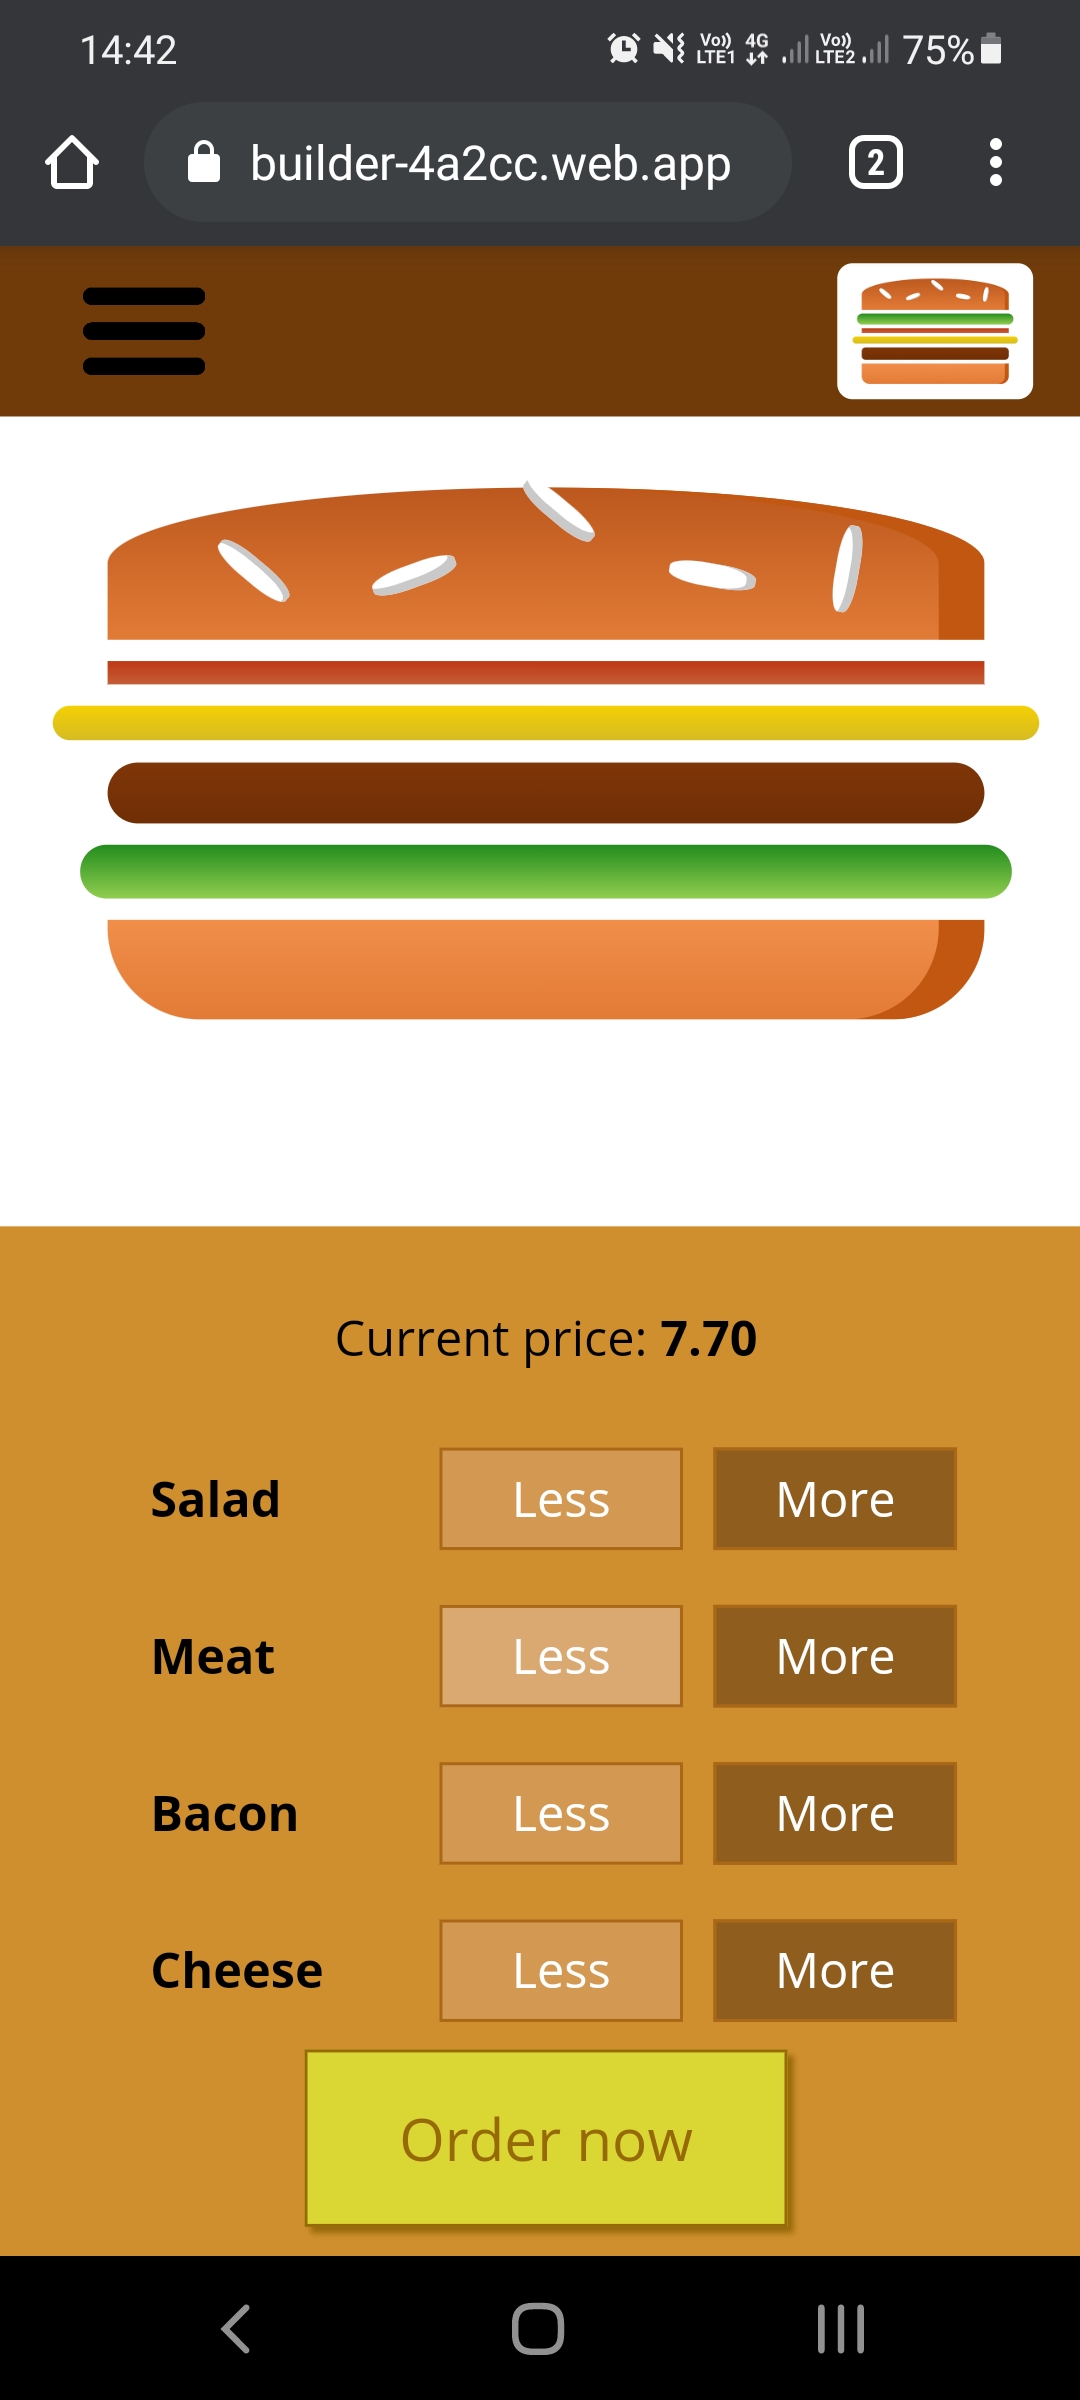 14:42 Vo)) LTE1 4G Vo)) LTE2 75%
builder-4a2cc.web.app 2
Current price: 7.70
Salad Less More
Meat Less More
Bacon Less More
Cheese Less More
Order now